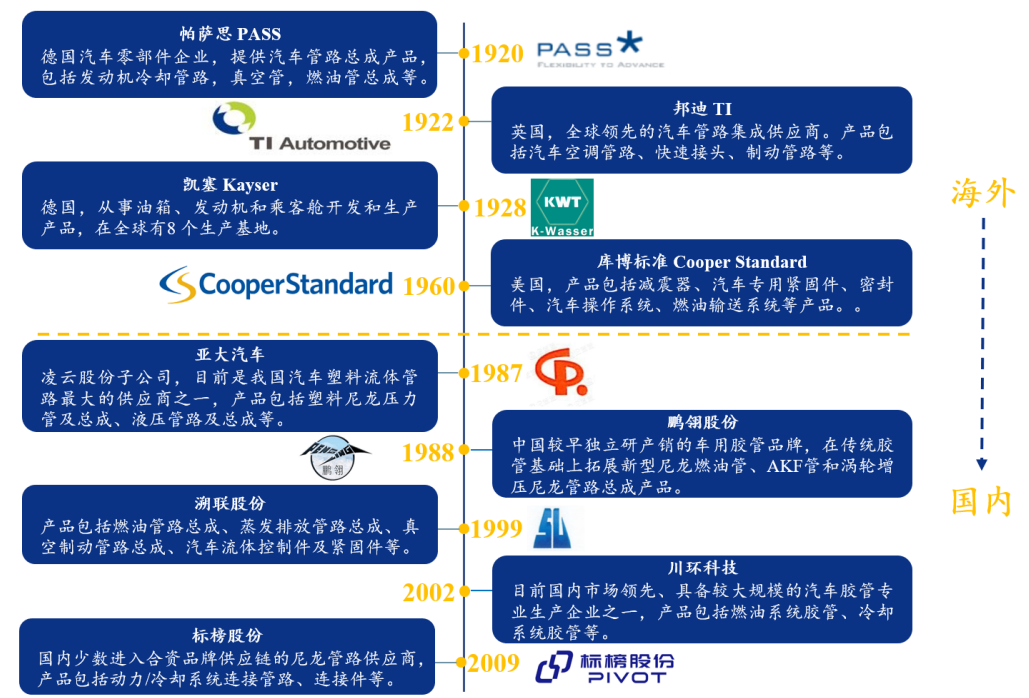 帕萨思 PASS
德国汽车零部件企业，提供汽车管路总成产品，
包括发动机冷却管路，真空管，燃油管总成等。
1920
PASS
FLEXIBILITY TO ADVANCE
TI Automotive
1922
邦迪 TI
英国，全球领先的汽车管路集成供应商。产品包
括汽车空调管路、快速接头、制动管路等。
凯塞 Kayser
德国，从事油箱、发动机和乘客舱开发和生产
产品，在全球有8 个生产基地。
1928
KWT
K-Wasser
CooperStandard
1960
库博标准 Cooper Standard
美国，产品包括减震器、汽车专用紧固件、密封
件、汽车操作系统、燃油输送系统等产品。。
海外
亚大汽车
凌云股份子公司，目前是我国汽车塑料流体管
路最大的供应商之一，产品包括塑料尼龙压力
管及总成、液压管路及总成等。
1987
鹏翎
1988
鹏翎股份
中国较早独立研产销的车用胶管品牌，在传统胶
管基础上拓展新型尼龙燃油管、AKF管和涡轮增
压尼龙管路总成产品。
国内
溯联股份
产品包括燃油管路总成、蒸发排放管路总成、真
空制动管路总成、汽车流体控制件及紧固件等。
1999
2002
川环科技
目前国内市场领先、具备较大规模的汽车胶管专
业生产企业之一，产品包括燃油系统胶管、冷却
系统胶管等。
标榜股份
国内少数进入合资品牌供应链的尼龙管路供应商，
产品包括动力/冷却系统连接管路、连接件等。
2009
标榜股份
PIVOT